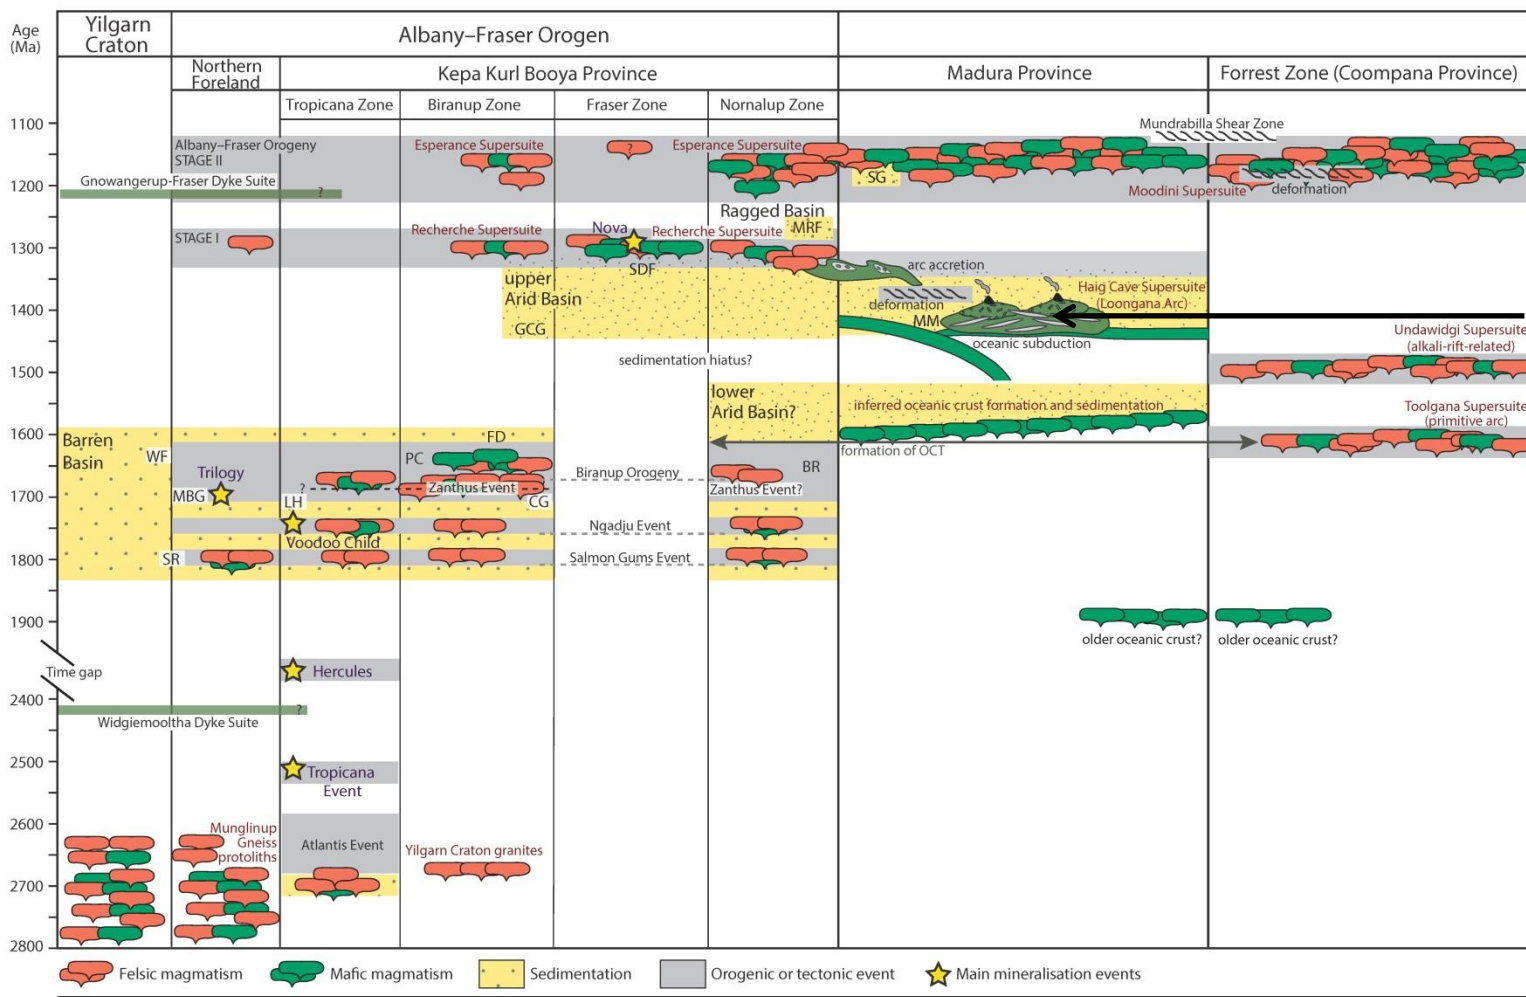 Age
(Ma)
Yilgarn
Craton
Albany–Fraser Orogen
Northern
Foreland
Kepa Kurl Booya Province
Madura Province
Forrest Zone (Coompana Province)
Tropicana Zone
Biranup Zone
Fraser Zone
Nornalup Zone
1100
Mundrabilla Shear Zone
Albany–Fraser Orogeny
STAGE II
Esperance Supersuite
?
Esperance Supersuite
SG
Gnowangerup-Fraser Dyke Suite
?
1200
Moodini Supersuite
deformation
Ragged Basin
MRF
STAGE I
Recherche Supersuite
Nova
Recherche Supersuite
1300
SDF
arc accretion
upper
Arid Basin
GCG
Haig Cave Supersuite
(Loongana Arc)
deformation
MM
1400
oceanic subduction
Undawidgi Supersuite
(alkali-rift-related)
sedimentation hiatus?
1500
lower
Arid Basin?
inferred oceanic crust formation and sedimentation
Toolgana Supersuite
(primitive arc)
1600
Barren
Basin
WF
FD
formation of OCT
PC
Trilogy
Biranup Orogeny
BR
MBG
?
Zanthus Event
Zanthus Event?
1700
LH
CG
Voodoo Child
Ngadju Event
SR
Salmon Gums Event
1800
1900
older oceanic crust?
older oceanic crust?
Time gap
Hercules
2400
?
Widgiemooltha Dyke Suite
2500
Tropicana
Event
2600
Munglinup
Gneiss
protoliths
Atlantis Event
Yilgarn Craton granites
2700
2800
Felsic magmatism
Mafic magmatism
Sedimentation
Orogenic or tectonic event
Main mineralisation events